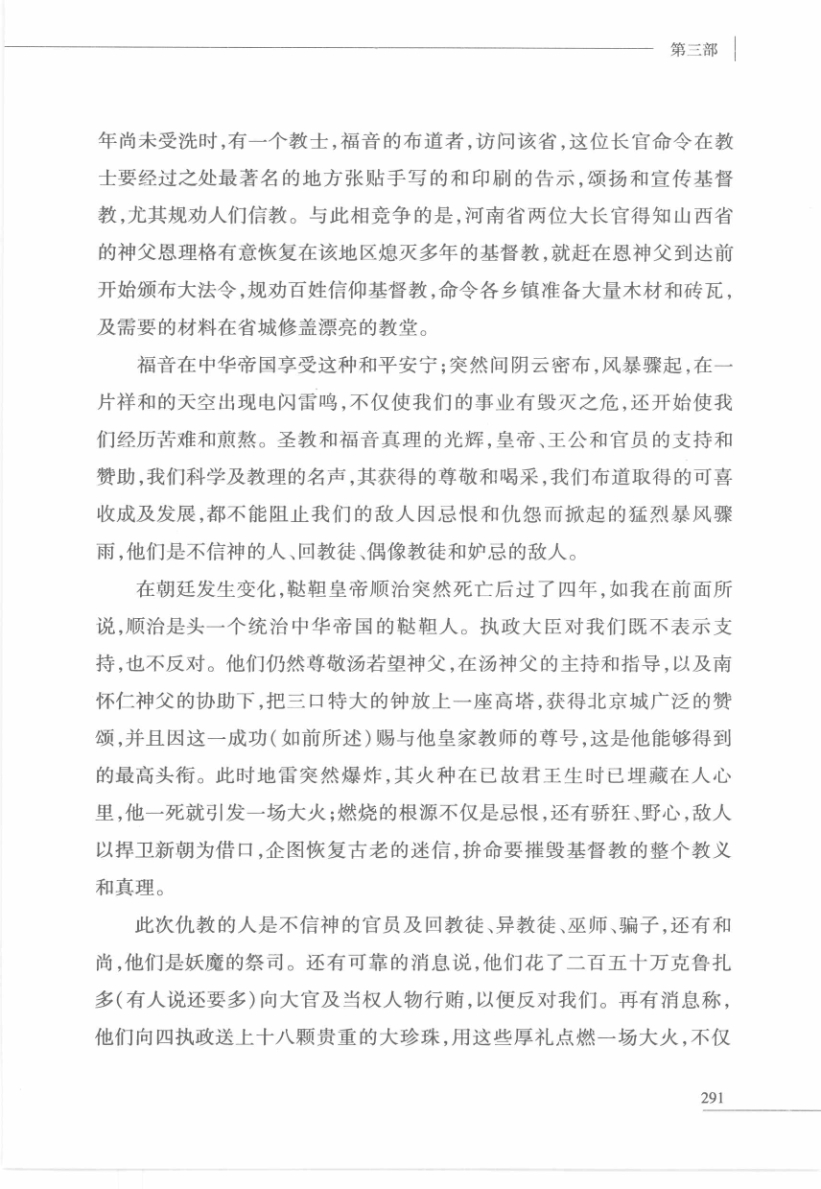 第三部
年尚未受洗时,有一个教士,福音的布道者,访问该省,这位长官命令在教
士要经过之处最著名的地方张贴手写的和印刷的告示,颂扬和宣传基督
教,尤其规劝人们信教。与此相竞争的是,河南省两位大长官得知山西省
的神父恩理格有意恢复在该地区熄灭多年的基督教,就赶在恩神父到达前
开始颁布大法令,规劝百姓信仰基督教,命令各乡镇准备大量木材和砖瓦,
及需要的材料在省城修盖漂亮的教堂。
福音在中华帝国享受这种和平安宁;突然间阴云密布,风暴骤起,在一
片祥和的天空出现电闪雷鸣,不仅使我们的事业有毁灭之危,还开始使我
们经历苦难和煎熬。圣教和福音真理的光辉,皇帝、王公和官员的支持和
赞助,我们科学及教理的名声,其获得的尊敬和喝采,我们布道取得的可喜
收成及发展,都不能阻止我们的敌人因忌恨和仇怨而掀起的猛烈暴风骤
雨,他们是不信神的人、回教徒、偶像教徒和妒忌的敌人。
在朝廷发生变化,鞑靼皇帝顺治突然死亡后过了四年,如我在前面所
说,顺治是头一个统治中华帝国的鞑靼人。执政大臣对我们既不表示支
持,也不反对。他们仍然尊敬汤若望神父,在汤神父的主持和指导,以及南
怀仁神父的协助下,把三口特大的钟放上一座高塔,获得北京城广泛的赞
颂,并且因这一成功(如前所述)赐与他皇家教师的尊号,这是他能够得到
的最高头衔。此时地雷突然爆炸,其火种在已故君王生时已埋藏在人心
里,他一死就引发一场大火;燃烧的根源不仅是忌恨,还有骄狂、野心,敌人
以捍卫新朝为借口,企图恢复古老的迷信,拚命要摧毁基督教的整个教义
和真理。
此次仇教的人是不信神的官员及回教徒、异教徒、巫师、骗子,还有和
尚,他们是妖魔的祭司。还有可靠的消息说,他们花了二百五十万克鲁扎
多(有人说还要多)向大官及当权人物行贿,以便反对我们。再有消息称,
他们向四执政送上十八颗贵重的大珍珠,用这些厚礼点燃一场大火,不仅
291